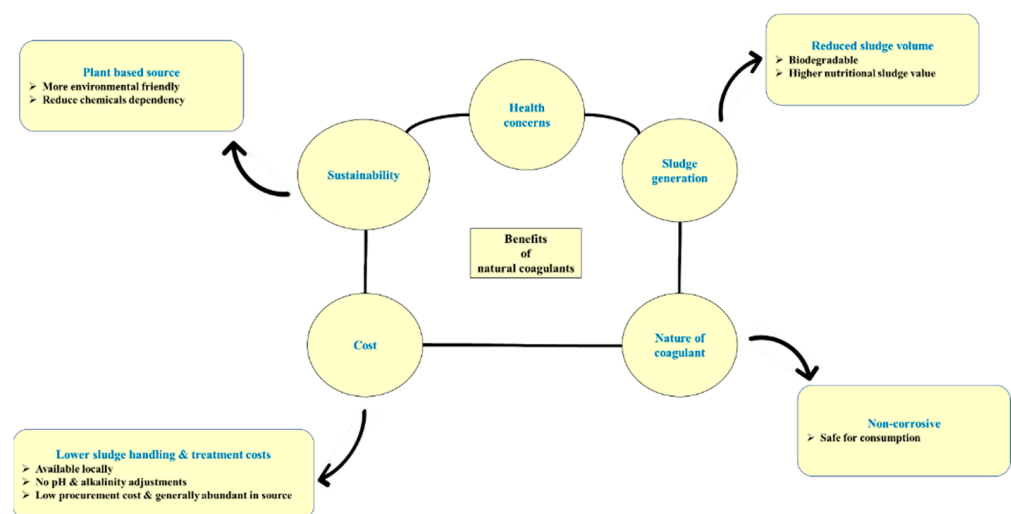 Plant based source
➢ More environmental friendly
➢ Reduce chemicals dependency
Reduced sludge volume
➢ Biodegradable
➢ Higher nutritional sludge value
Health
concerns
Sustainability
Sludge
generation
Benefits
of
natural coagulants
Cost
Nature of
coagulant
Non-corrosive
➢ Safe for consumption
Lower sludge handling & treatment costs
➢ Available locally
➢ No pH & alkalinity adjustments
➢ Low procurement cost & generally abundant in source